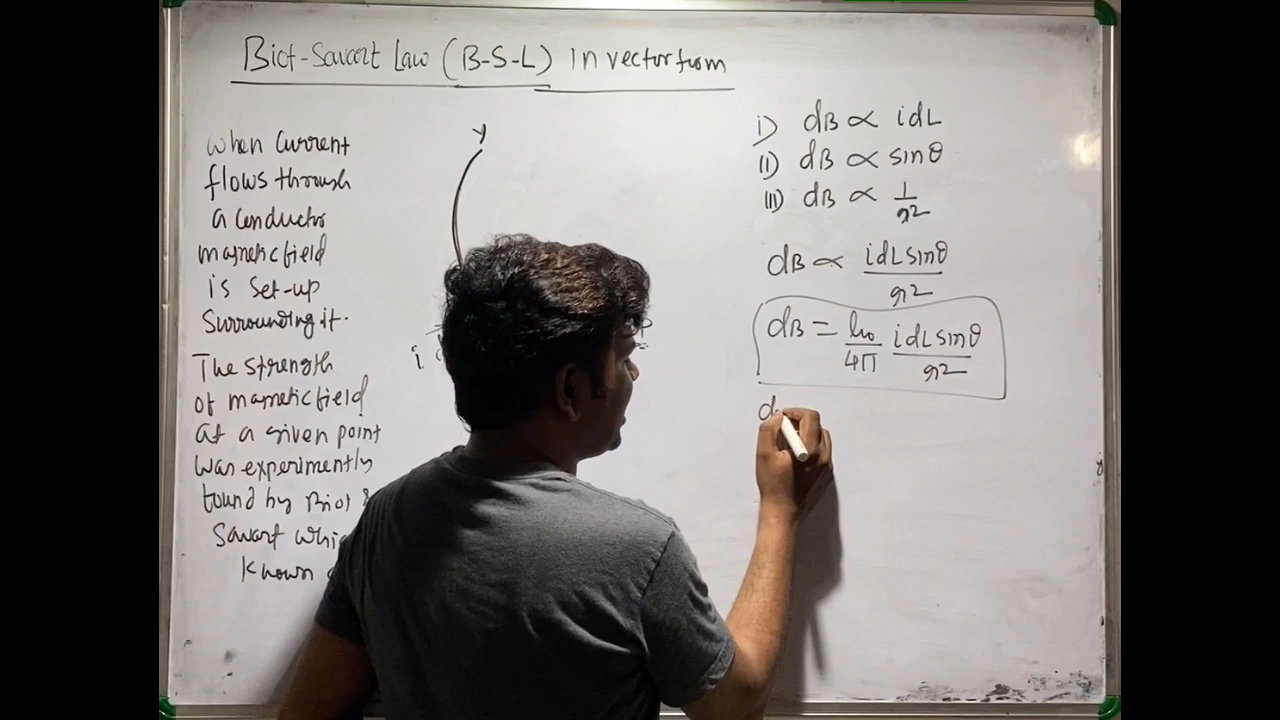 Biot-Savart Law (B-S-L) in vector from
when current
flows through
a conductor
magnetic field
is set-up
Surrounding it.
The strength
of magnetic field
at a given point
was experimently
found by Biot &
Savart which
known
y
i
P
i) dB ∝ idL
(ii) dB ∝ sinθ
(iii) dB ∝ 1/r2
dB ∝ idLsinθ/r2
dB = μ0/4π idLsinθ/r2
d